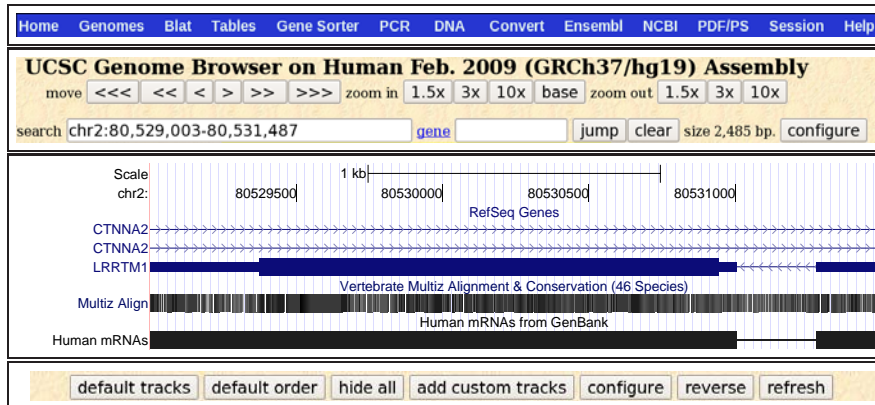 Home Genomes Blat Tables Gene Sorter PCR DNA Convert Ensembl NCBI PDF/PS Session Help
UCSC Genome Browser on Human Feb. 2009 (GRCh37/hg19) Assembly
move <<< << < > >> >>> zoom in 1.5x 3x 10x base zoom out 1.5x 3x 10x
search chr2:80,529,003-80,531,487 gene jump clear size 2,485 bp. configure
Scale 1 kb
chr2: 80529500 80530000 80530500 80531000
RefSeq Genes
CTNNA2
CTNNA2
LRRTM1
Vertebrate Multiz Alignment & Conservation (46 Species)
Multiz Align
Human mRNAs from GenBank
Human mRNAs
default tracks default order hide all add custom tracks configure reverse refresh